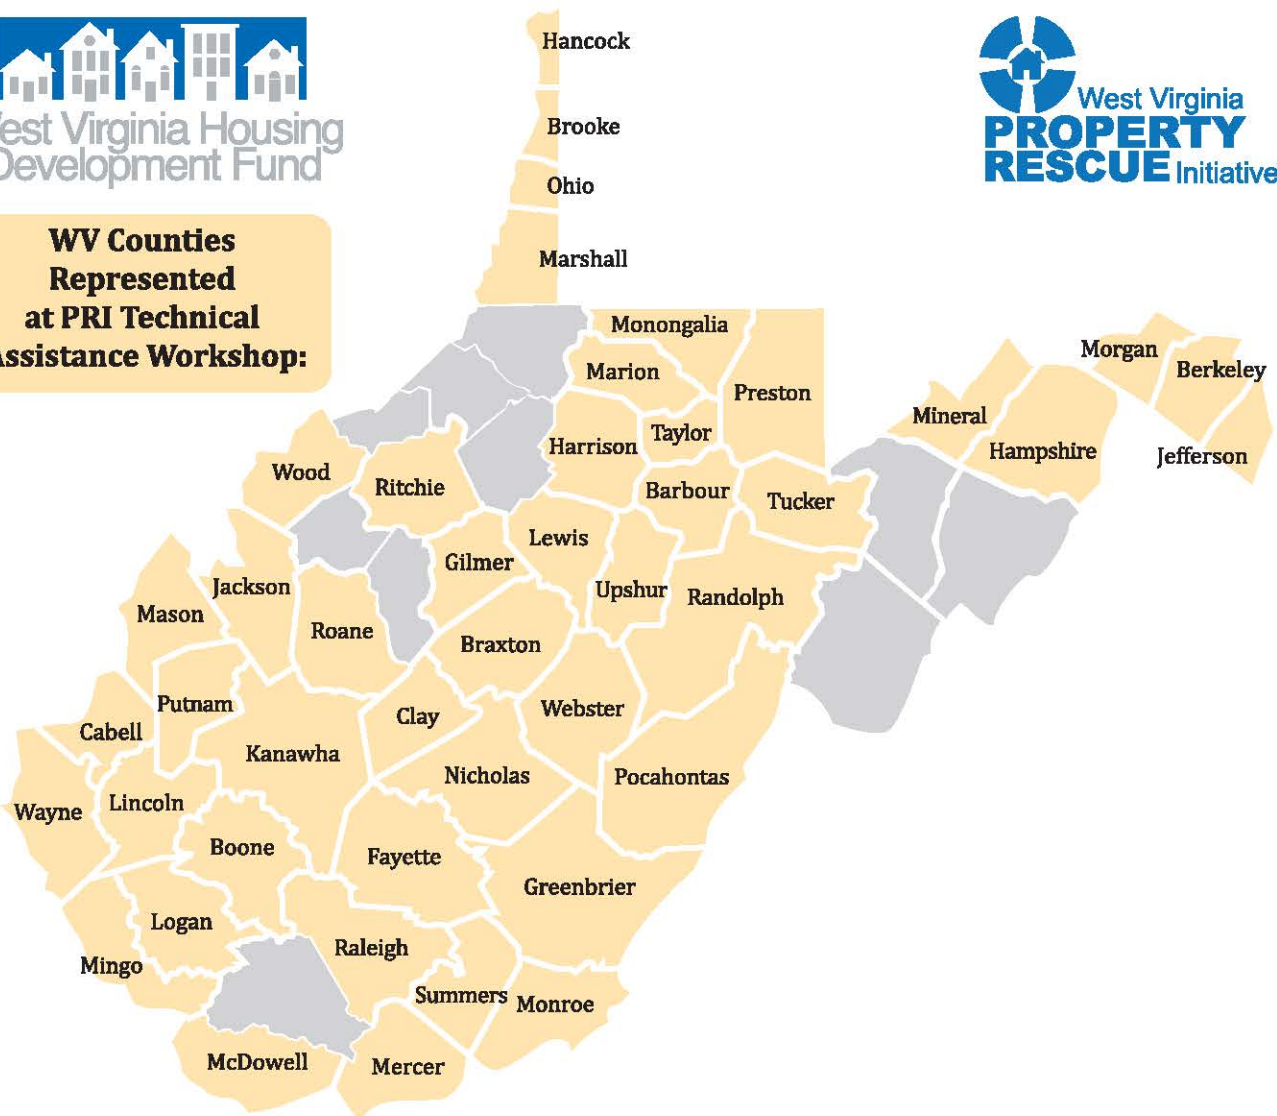 est Virginia Housing
Development Fund
West Virginia
PROPERTY
RESCUE Initiative
WV Counties
Represented
at PRI Technical
Assistance Workshop:
Hancock
Brooke
Ohio
Marshall
Monongalia
Marion
Preston
Morgan
Berkeley
Mineral
Hampshire
Jefferson
Harrison
Taylor
Wood
Ritchie
Barbour
Tucker
Lewis
Gilmer
Upshur
Randolph
Jackson
Mason
Roane
Braxton
Putnam
Clay
Webster
Cabell
Kanawha
Nicholas
Pocahontas
Wayne
Lincoln
Boone
Fayette
Greenbrier
Logan
Raleigh
Mingo
Summers
Monroe
McDowell
Mercer